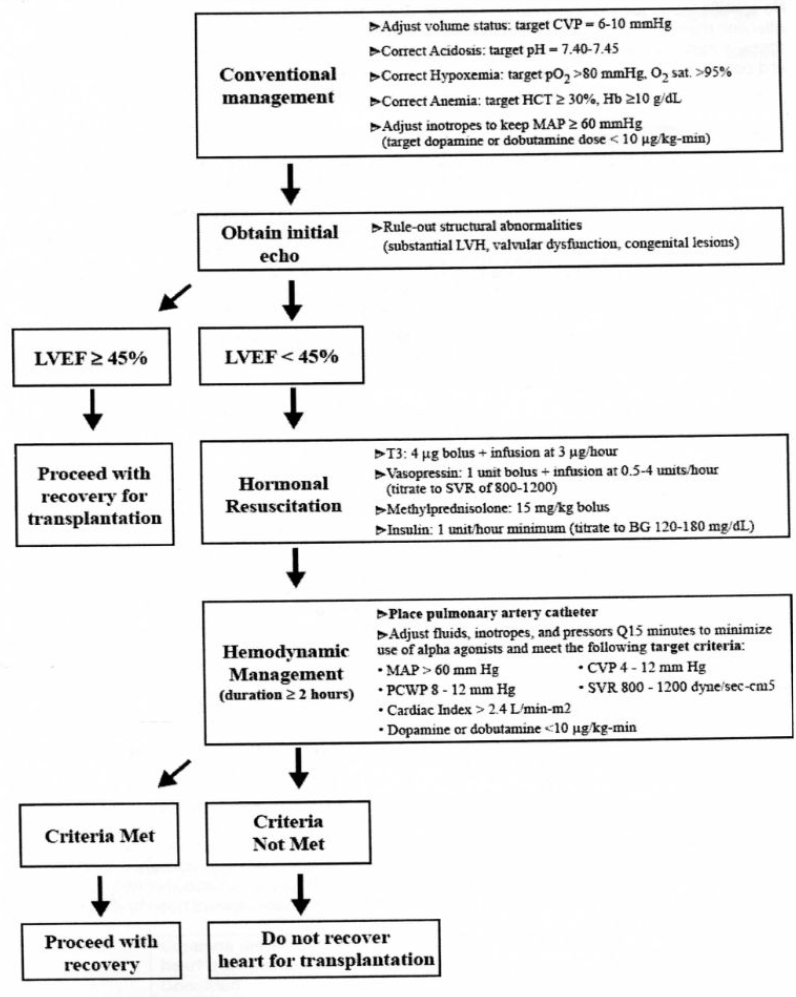 Conventional
management
⊳Adjust volume status: target CVP = 6-10 mmHg
⊳Correct Acidosis: target pH = 7.40-7.45
⊳Correct Hypoxemia: target pO2 >80 mmHg, O2 sat. >95%
⊳Correct Anemia: target HCT ≥ 30%, Hb ≥10 g/dL
⊳Adjust inotropes to keep MAP ≥ 60 mmHg
(target dopamine or dobutamine dose < 10 µg/kg-min)
Obtain initial
echo
⊳Rule-out structural abnormalities
(substantial LVH, valvular dysfunction, congenital lesions)
LVEF ≥ 45%
LVEF < 45%
Proceed with
recovery for
transplantation
Hormonal
Resuscitation
⊳T3: 4 µg bolus + infusion at 3 µg/hour
⊳Vasopressin: 1 unit bolus + infusion at 0.5-4 units/hour
(titrate to SVR of 800-1200)
⊳Methylprednisolone: 15 mg/kg bolus
⊳Insulin: 1 unit/hour minimum (titrate to BG 120-180 mg/dL)
Hemodynamic
Management
(duration ≥ 2 hours)
⊳Place pulmonary artery catheter
⊳Adjust fluids, inotropes, and pressors Q15 minutes to minimize
use of alpha agonists and meet the following target criteria:
• MAP > 60 mm Hg • CVP 4 - 12 mm Hg
• PCWP 8 - 12 mm Hg • SVR 800 - 1200 dyne/sec-cm5
• Cardiac Index > 2.4 L/min-m2
• Dopamine or dobutamine <10 µg/kg-min
Criteria Met
Criteria
Not Met
Proceed with
recovery
Do not recover
heart for transplantation